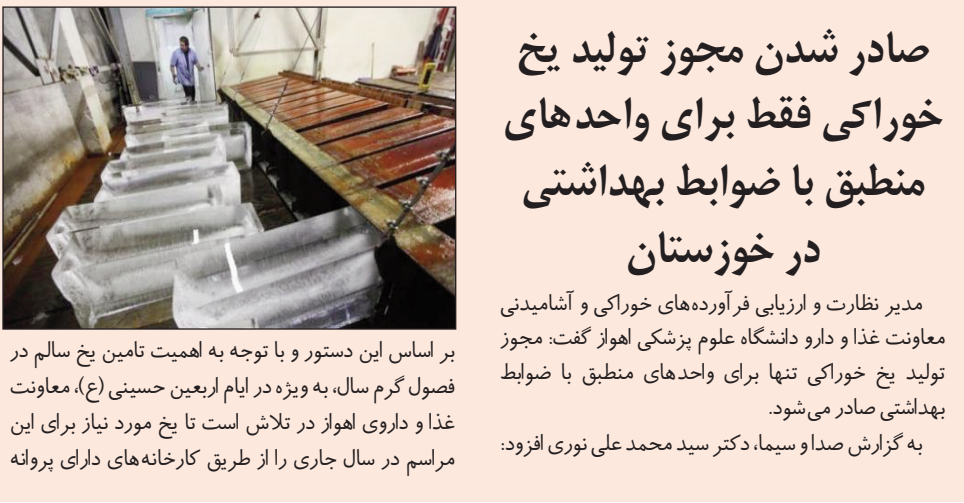 صادر شدن مجوز تولید یخ
خوراکی فقط برای واحدهای
منطبق با ضوابط بهداشتی
در خوزستان
مدیر نظارت و ارزیابی فرآورده‌های خوراکی و آشامیدنی
معاونت غذا و دارو دانشگاه علوم پزشکی اهواز گفت: مجوز
تولید یخ خوراکی تنها برای واحدهای منطبق با ضوابط
بهداشتی صادر می‌شود.
به گزارش صدا و سیما، دکتر سید محمد علی نوری افزود:
بر اساس این دستور و با توجه به اهمیت تامین یخ سالم در
فصول گرم سال، به ویژه در ایام اربعین حسینی (ع)، معاونت
غذا و داروی اهواز در تلاش است تا یخ مورد نیاز برای این
مراسم در سال جاری را از طریق کارخانه‌های دارای پروانه